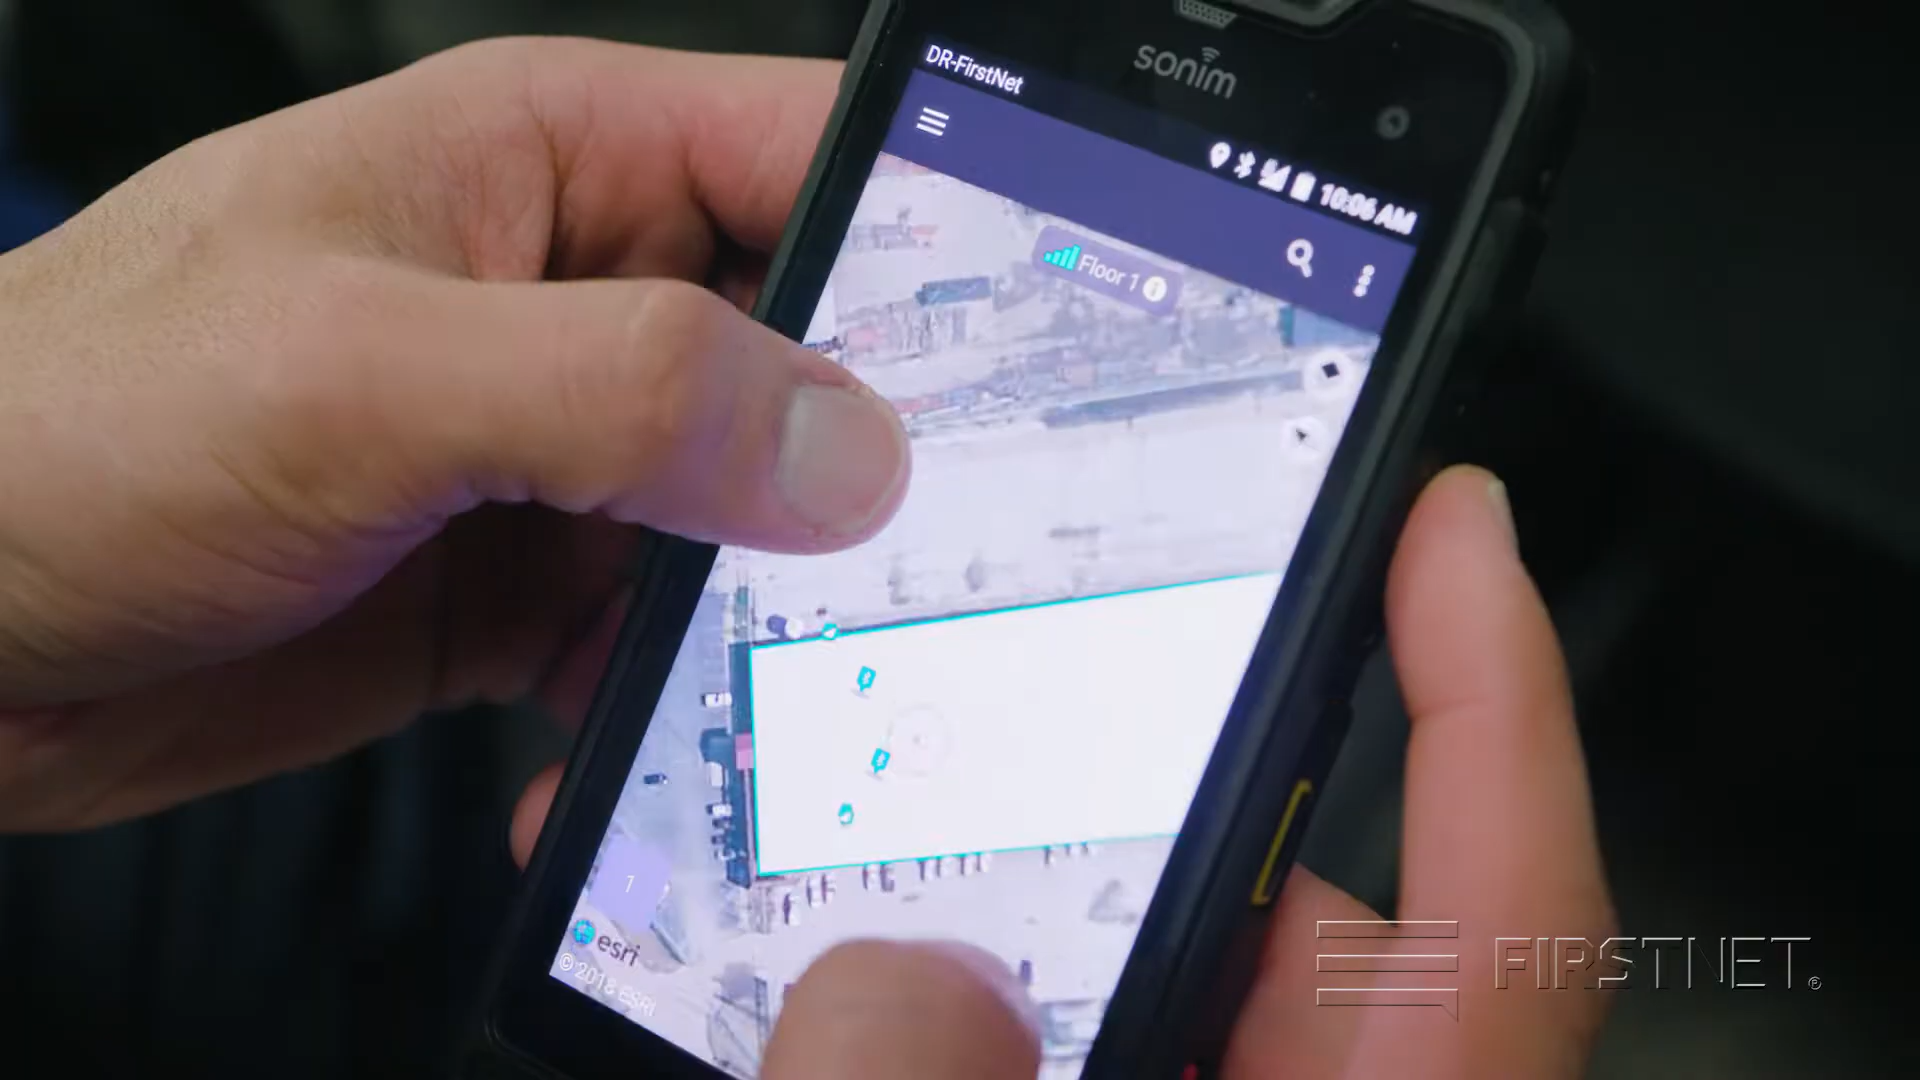 sonim
DR-FirstNet
10:06 AM
Floor 1
1
esri
© 2018 ESRI
FIRSTNET®